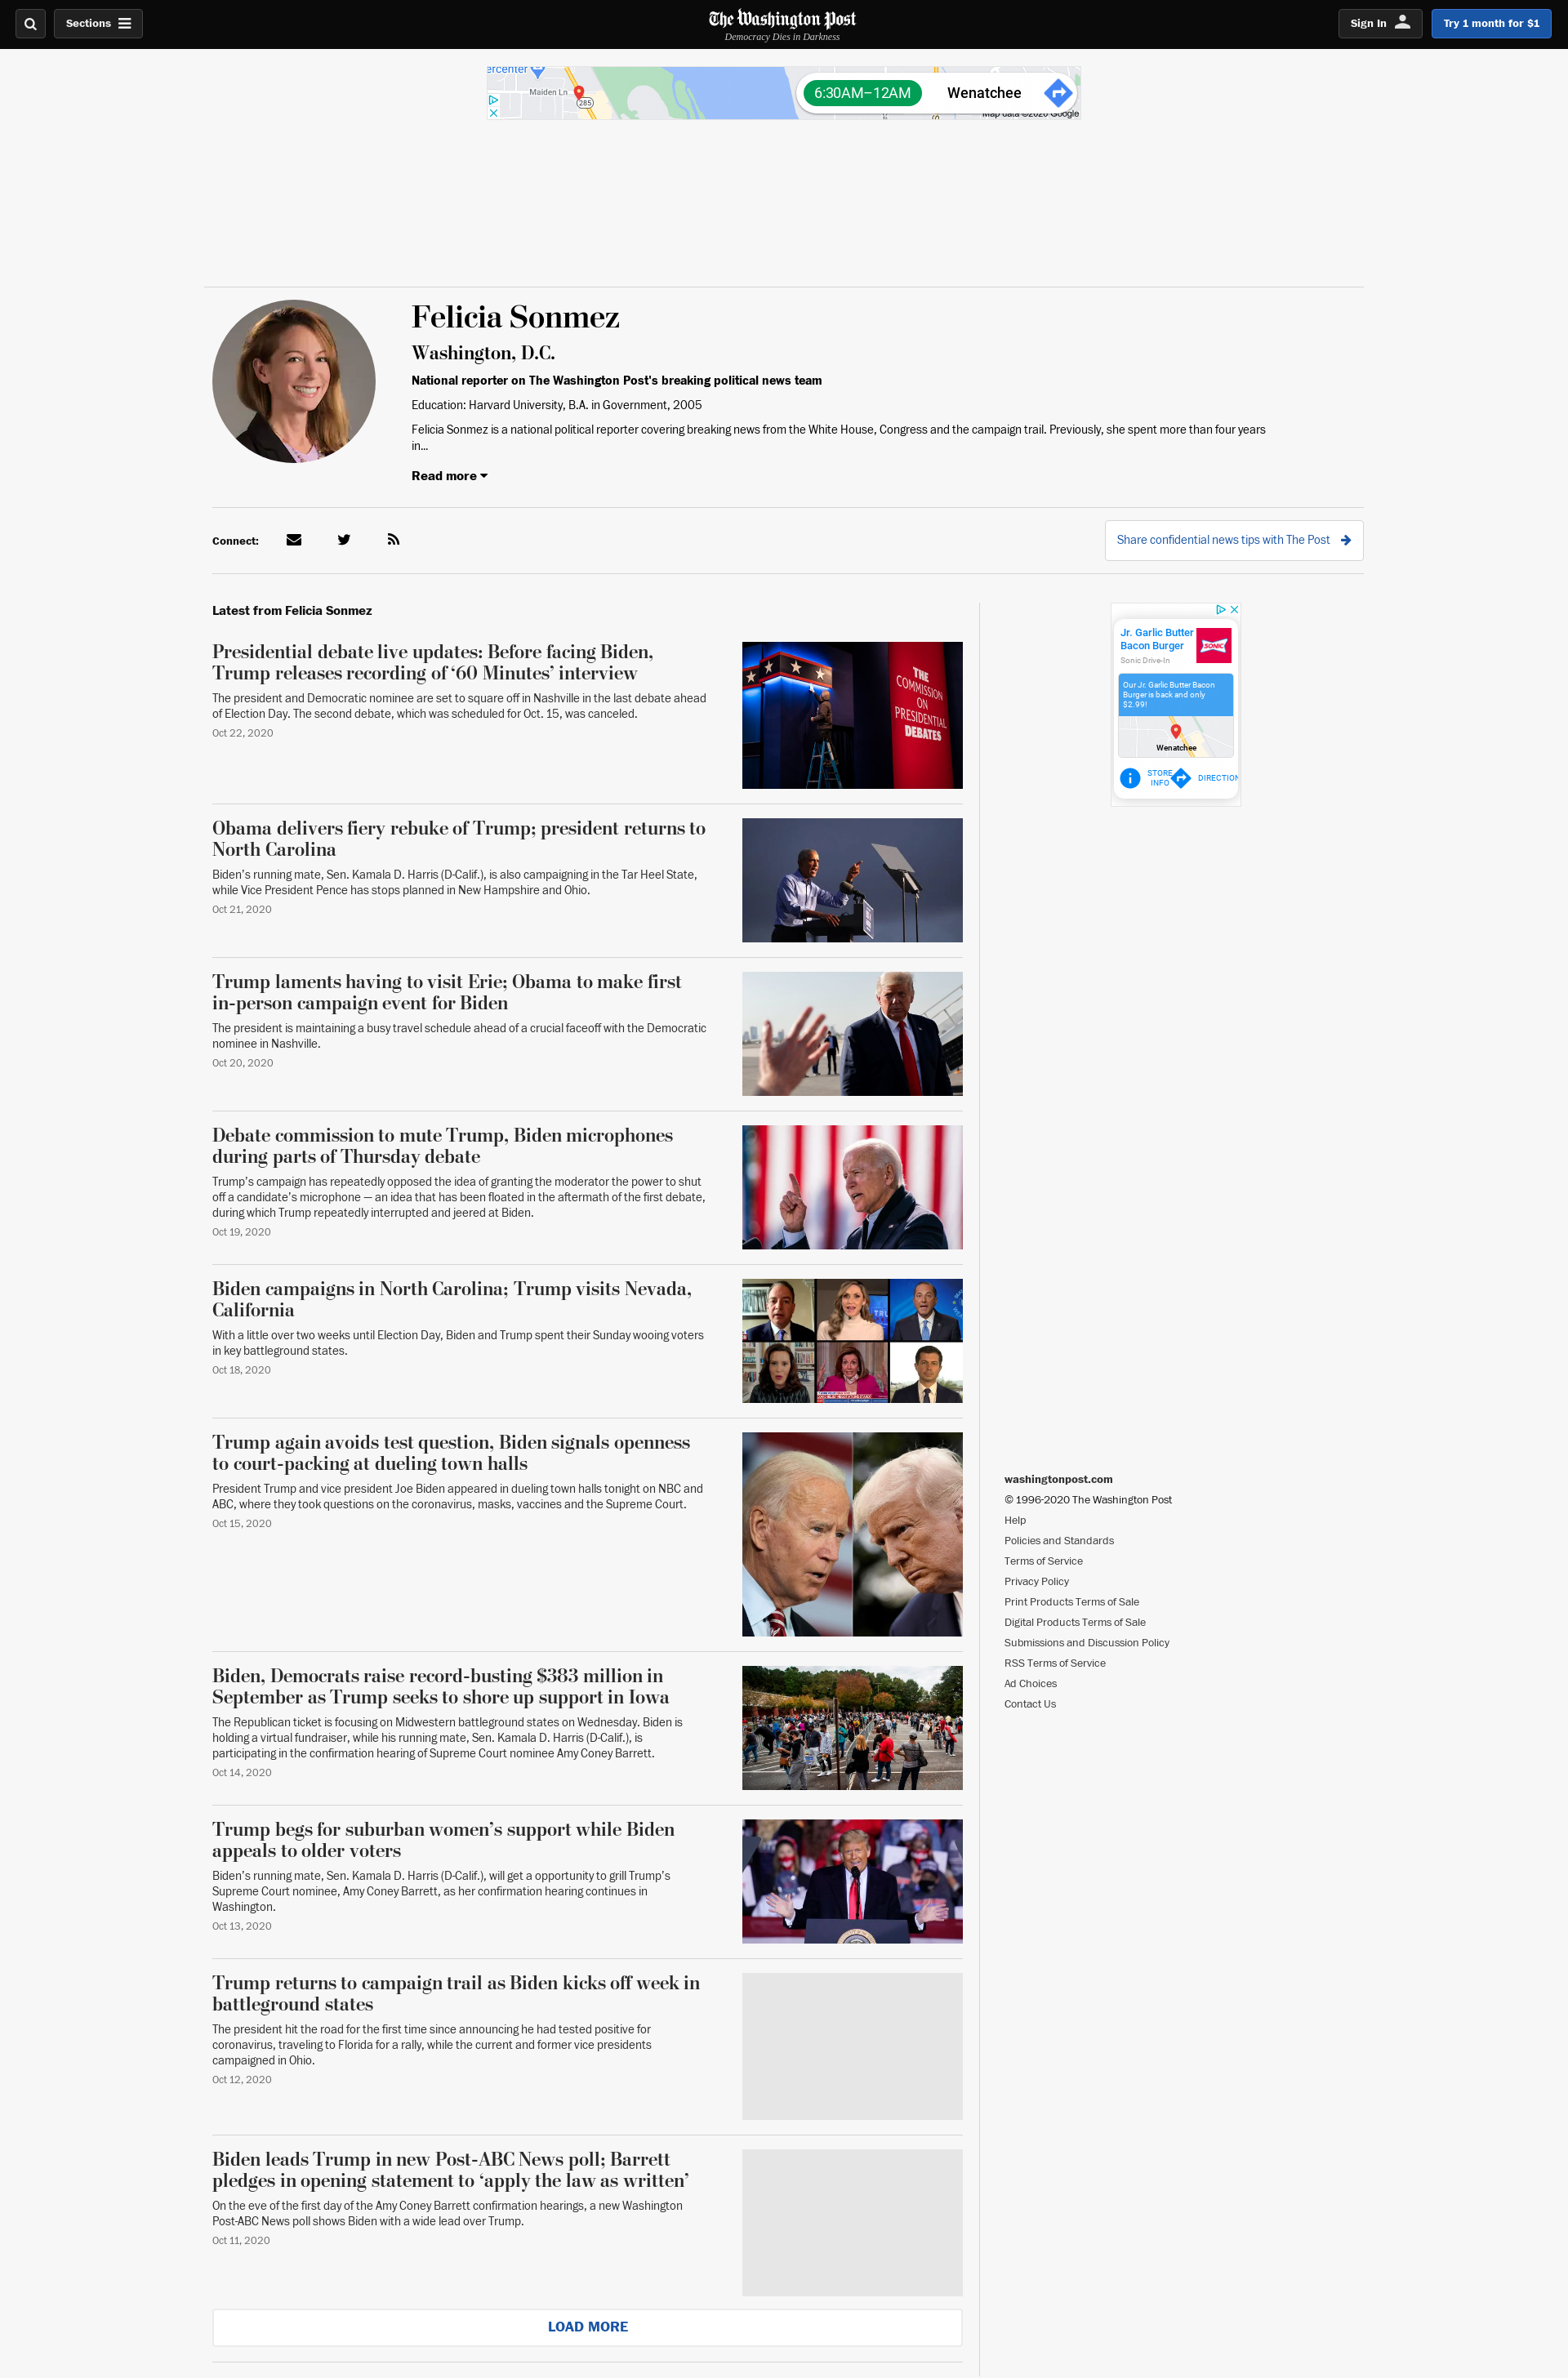 Sections
The Washington Post
Democracy Dies in Darkness
Sign In
Try 1 month for $1
ercenter
Maiden Ln
285
6:30AM–12AM
Wenatchee
Map data ©2020 Google
Felicia Sonmez
Washington, D.C.
National reporter on The Washington Post's breaking political news team
Education: Harvard University, B.A. in Government, 2005
Felicia Sonmez is a national political reporter covering breaking news from the White House, Congress and the campaign trail. Previously, she spent more than four years
in...
Read more
Connect:
Share confidential news tips with The Post
Latest from Felicia Sonmez
Presidential debate live updates: Before facing Biden,
Trump releases recording of ‘60 Minutes’ interview
The president and Democratic nominee are set to square off in Nashville in the last debate ahead
of Election Day. The second debate, which was scheduled for Oct. 15, was canceled.
Oct 22, 2020
THE
COMMISSION
ON
PRESIDENTIAL
DEBATES
Jr. Garlic Butter
Bacon Burger
Sonic Drive-In
SONIC
Our Jr. Garlic Butter Bacon
Burger is back and only
$2.99!
Wenatchee
STORE
INFO
DIRECTION
Obama delivers fiery rebuke of Trump; president returns to
North Carolina
Biden’s running mate, Sen. Kamala D. Harris (D-Calif.), is also campaigning in the Tar Heel State,
while Vice President Pence has stops planned in New Hampshire and Ohio.
Oct 21, 2020
Trump laments having to visit Erie; Obama to make first
in-person campaign event for Biden
The president is maintaining a busy travel schedule ahead of a crucial faceoff with the Democratic
nominee in Nashville.
Oct 20, 2020
Debate commission to mute Trump, Biden microphones
during parts of Thursday debate
Trump’s campaign has repeatedly opposed the idea of granting the moderator the power to shut
off a candidate’s microphone — an idea that has been floated in the aftermath of the first debate,
during which Trump repeatedly interrupted and jeered at Biden.
Oct 19, 2020
Biden campaigns in North Carolina; Trump visits Nevada,
California
With a little over two weeks until Election Day, Biden and Trump spent their Sunday wooing voters
in key battleground states.
Oct 18, 2020
Trump again avoids test question, Biden signals openness
to court-packing at dueling town halls
President Trump and vice president Joe Biden appeared in dueling town halls tonight on NBC and
ABC, where they took questions on the coronavirus, masks, vaccines and the Supreme Court.
Oct 15, 2020
washingtonpost.com
© 1996-2020 The Washington Post
Help
Policies and Standards
Terms of Service
Privacy Policy
Print Products Terms of Sale
Digital Products Terms of Sale
Submissions and Discussion Policy
RSS Terms of Service
Ad Choices
Contact Us
Biden, Democrats raise record-busting $383 million in
September as Trump seeks to shore up support in Iowa
The Republican ticket is focusing on Midwestern battleground states on Wednesday. Biden is
holding a virtual fundraiser, while his running mate, Sen. Kamala D. Harris (D-Calif.), is
participating in the confirmation hearing of Supreme Court nominee Amy Coney Barrett.
Oct 14, 2020
Trump begs for suburban women’s support while Biden
appeals to older voters
Biden’s running mate, Sen. Kamala D. Harris (D-Calif.), will get a opportunity to grill Trump’s
Supreme Court nominee, Amy Coney Barrett, as her confirmation hearing continues in
Washington.
Oct 13, 2020
Trump returns to campaign trail as Biden kicks off week in
battleground states
The president hit the road for the first time since announcing he had tested positive for
coronavirus, traveling to Florida for a rally, while the current and former vice presidents
campaigned in Ohio.
Oct 12, 2020
Biden leads Trump in new Post-ABC News poll; Barrett
pledges in opening statement to ‘apply the law as written’
On the eve of the first day of the Amy Coney Barrett confirmation hearings, a new Washington
Post-ABC News poll shows Biden with a wide lead over Trump.
Oct 11, 2020
LOAD MORE